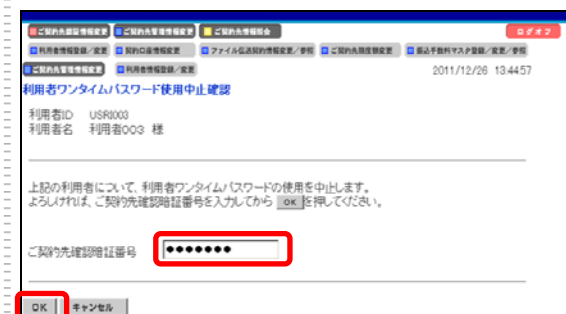 ご契約先認証情報変更 ご契約先管理情報変更 ご契約先情報照会 ログオフ
利用者情報登録/変更 契約口座情報変更 ファイル伝送契約情報変更/参照 ご契約先限度額変更 振込手数料マスタ登録/変更/参照
ご契約先管理情報変更 利用者情報登録/変更 2011/12/26 13:44:57
利用者ワンタイムパスワード使用中止確認
利用者ID USRI003
利用者名 利用者OO3 様
上記の利用者について、利用者ワンタイムパスワードの使用を中止します。
よろしければ、ご契約先確認暗証番号を入力してから OK を押してください。
ご契約先確認暗証番号 ●●●●●●●
OK キャンセル